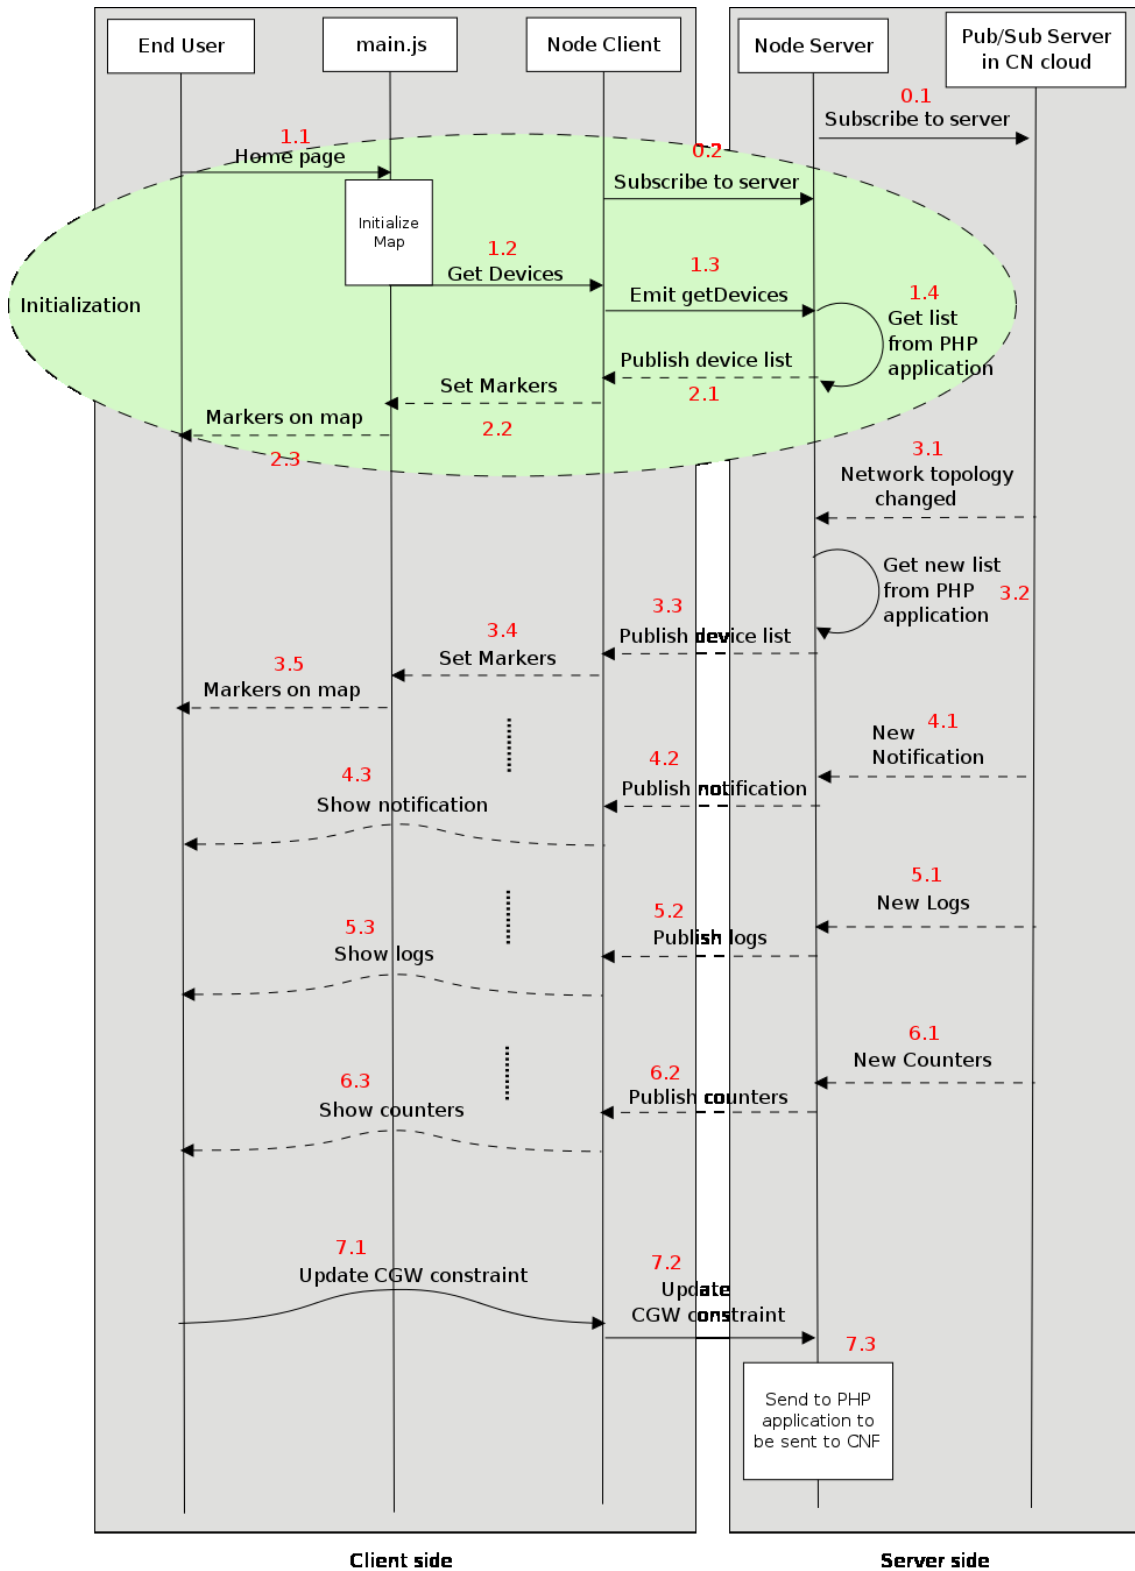 End User
main.js
Node Client
Node Server
Pub/Sub Server
in CN cloud
0.1
Subscribe to server
1.1
Home page
0.2
Subscribe to server
Initialize
Map
1.2
Get Devices
1.3
Emit getDevices
Initialization
1.4
Get list
from PHP
application
Publish device list
2.1
Set Markers
2.2
Markers on map
2.3
3.1
Network topology
changed
Get new list
from PHP
application
3.2
3.3
Publish device list
3.4
Set Markers
3.5
Markers on map
4.1
New
Notification
4.2
Publish notification
4.3
Show notification
5.1
New Logs
5.2
Publish logs
5.3
Show logs
6.1
New Counters
6.2
Publish counters
6.3
Show counters
7.1
Update CGW constraint
7.2
Update
CGW constraint
7.3
Send to PHP
application to
be sent to CNF
Client side
Server side